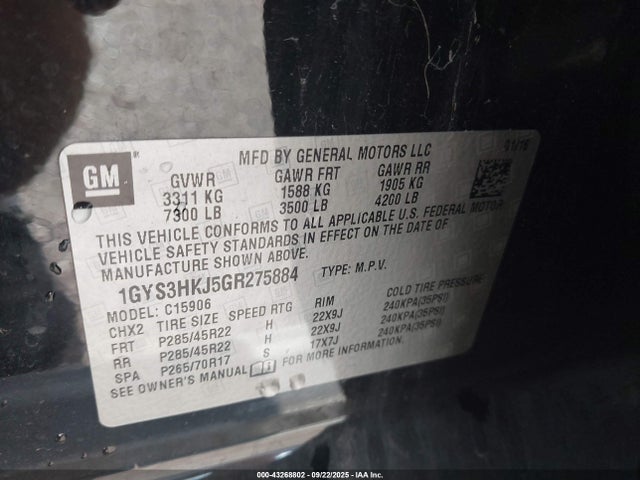 GM
MFD BY GENERAL MOTORS LLC
01/16
GVWR GAWR FRT GAWR RR
3311 KG 1588 KG 1905 KG
7300 LB 3500 LB 4200 LB
THIS VEHICLE CONFORMS TO ALL APPLICABLE U.S. FEDERAL MOTOR
VEHICLE SAFETY STANDARDS IN EFFECT ON THE DATE OF
MANUFACTURE SHOWN ABOVE.
1GYS3HKJ5GR275884 TYPE: M.P.V.
MODEL: C15906
CHX2 TIRE SIZE SPEED RTG RIM COLD TIRE PRESSURE
FRT P285/45R22 H 22X9J 240KPA(35PSI)
RR P285/45R22 H 22X9J 240KPA(35PSI)
SPA P265/70R17 S 17X7J 240KPA(35PSI)
SEE OWNER'S MANUAL FOR MORE INFORMATION.
000-43268802 - 09/22/2025 - IAA Inc.